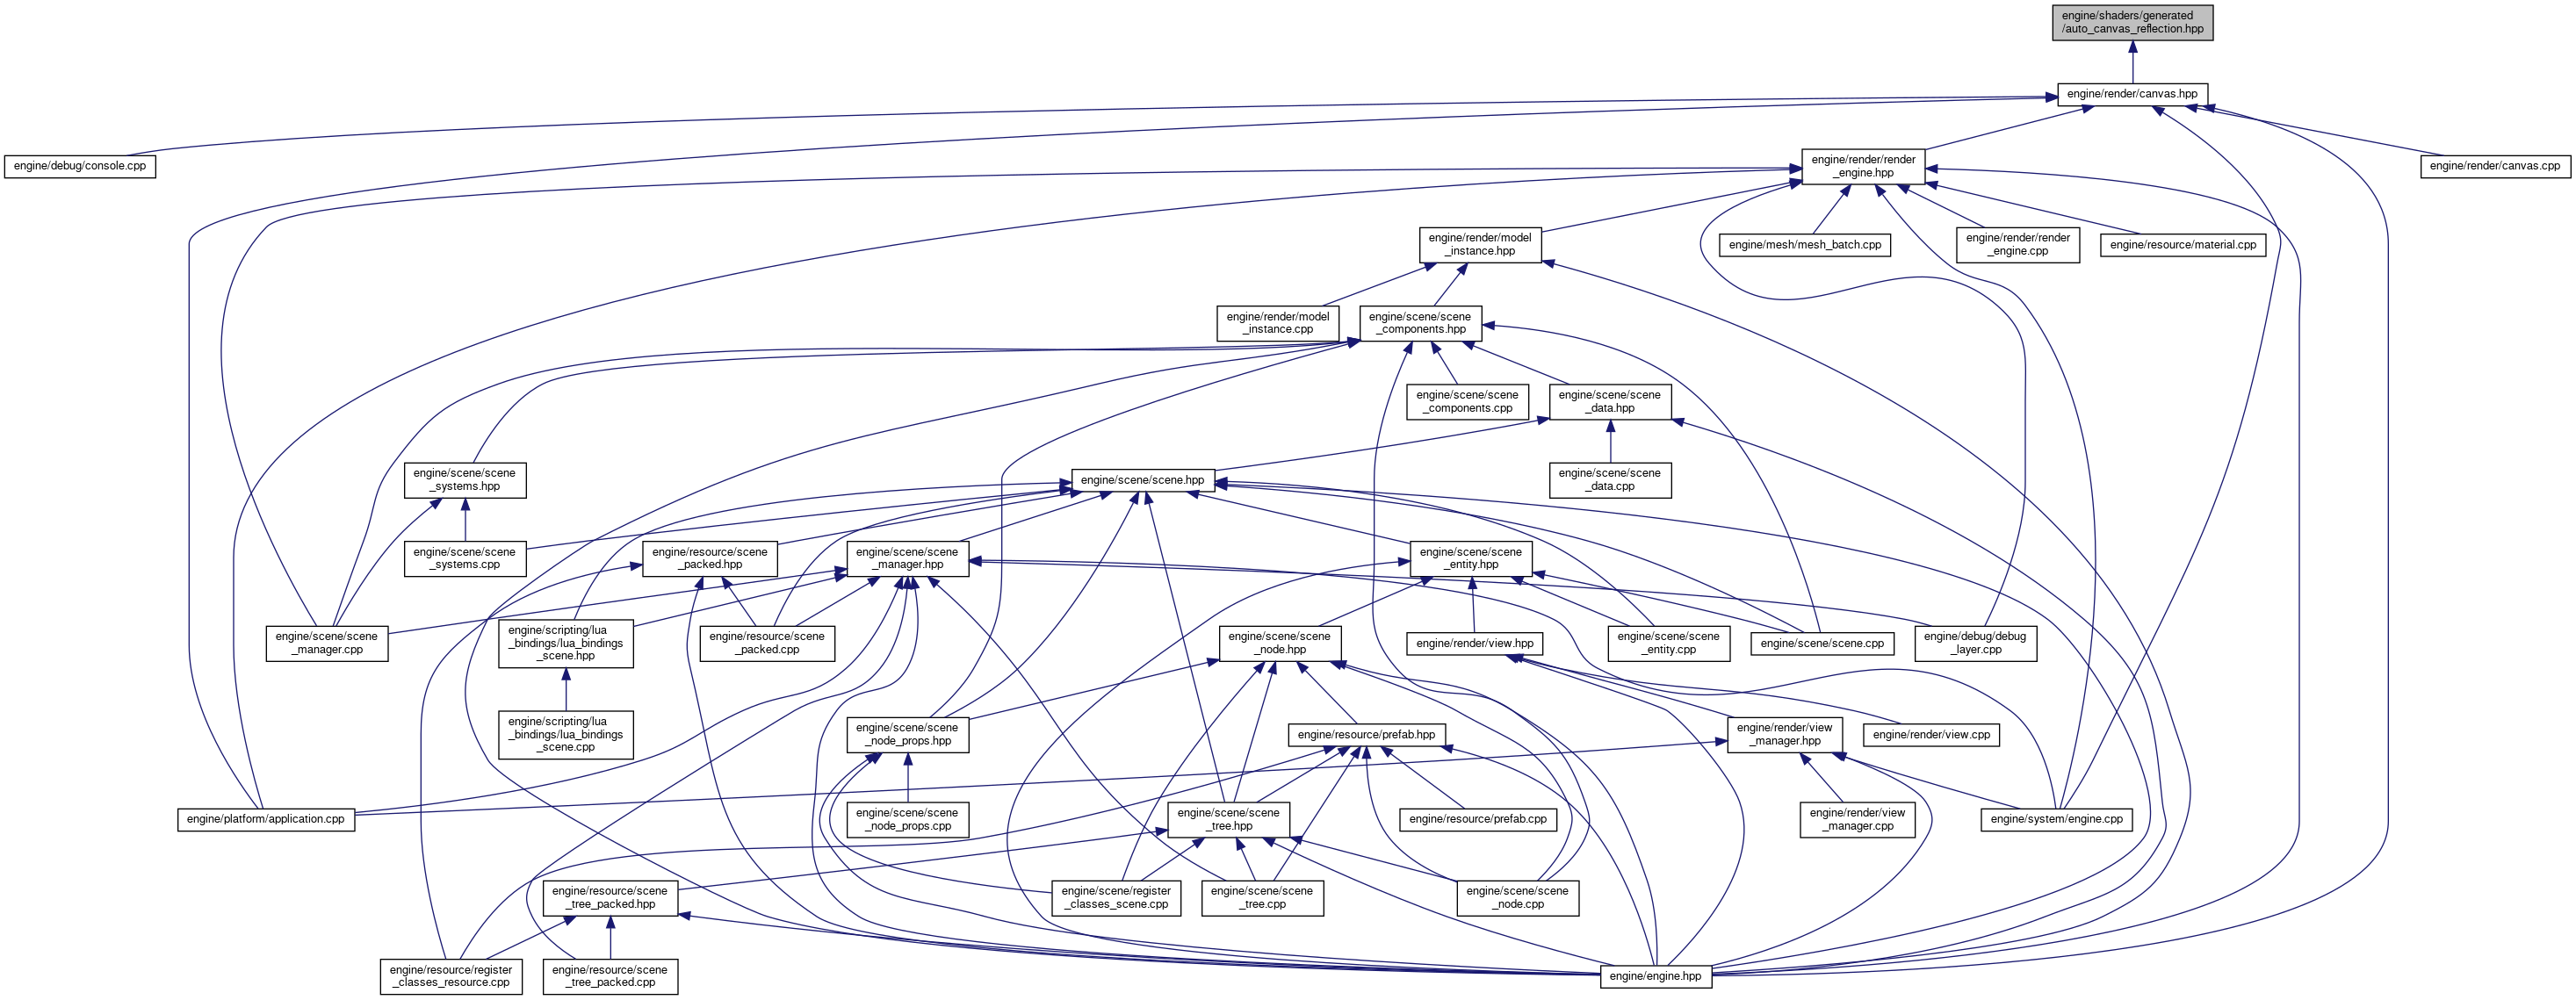 engine/shaders/generated
/auto_canvas_reflection.hpp
engine/render/canvas.hpp
engine/debug/console.cpp
engine/render/render
_engine.hpp
engine/render/canvas.cpp
engine/render/model
_instance.hpp
engine/mesh/mesh_batch.cpp
engine/render/render
_engine.cpp
engine/resource/material.cpp
engine/render/model
_instance.cpp
engine/scene/scene
_components.hpp
engine/scene/scene
_components.cpp
engine/scene/scene
_data.hpp
engine/scene/scene
_systems.hpp
engine/scene/scene.hpp
engine/scene/scene
_data.cpp
engine/scene/scene
_systems.cpp
engine/resource/scene
_packed.hpp
engine/scene/scene
_manager.hpp
engine/scene/scene
_entity.hpp
engine/scene/scene
_manager.cpp
engine/scripting/lua
_bindings/lua_bindings
_scene.hpp
engine/resource/scene
_packed.cpp
engine/scene/scene
_node.hpp
engine/render/view.hpp
engine/scene/scene
_entity.cpp
engine/scene/scene.cpp
engine/debug/debug
_layer.cpp
engine/scripting/lua
_bindings/lua_bindings
_scene.cpp
engine/scene/scene
_node_props.hpp
engine/resource/prefab.hpp
engine/render/view
_manager.hpp
engine/render/view.cpp
engine/platform/application.cpp
engine/scene/scene
_node_props.cpp
engine/scene/scene
_tree.hpp
engine/resource/prefab.cpp
engine/render/view
_manager.cpp
engine/system/engine.cpp
engine/resource/scene
_tree_packed.hpp
engine/scene/register
_classes_scene.cpp
engine/scene/scene
_tree.cpp
engine/scene/scene
_node.cpp
engine/resource/register
_classes_resource.cpp
engine/resource/scene
_tree_packed.cpp
engine/engine.hpp